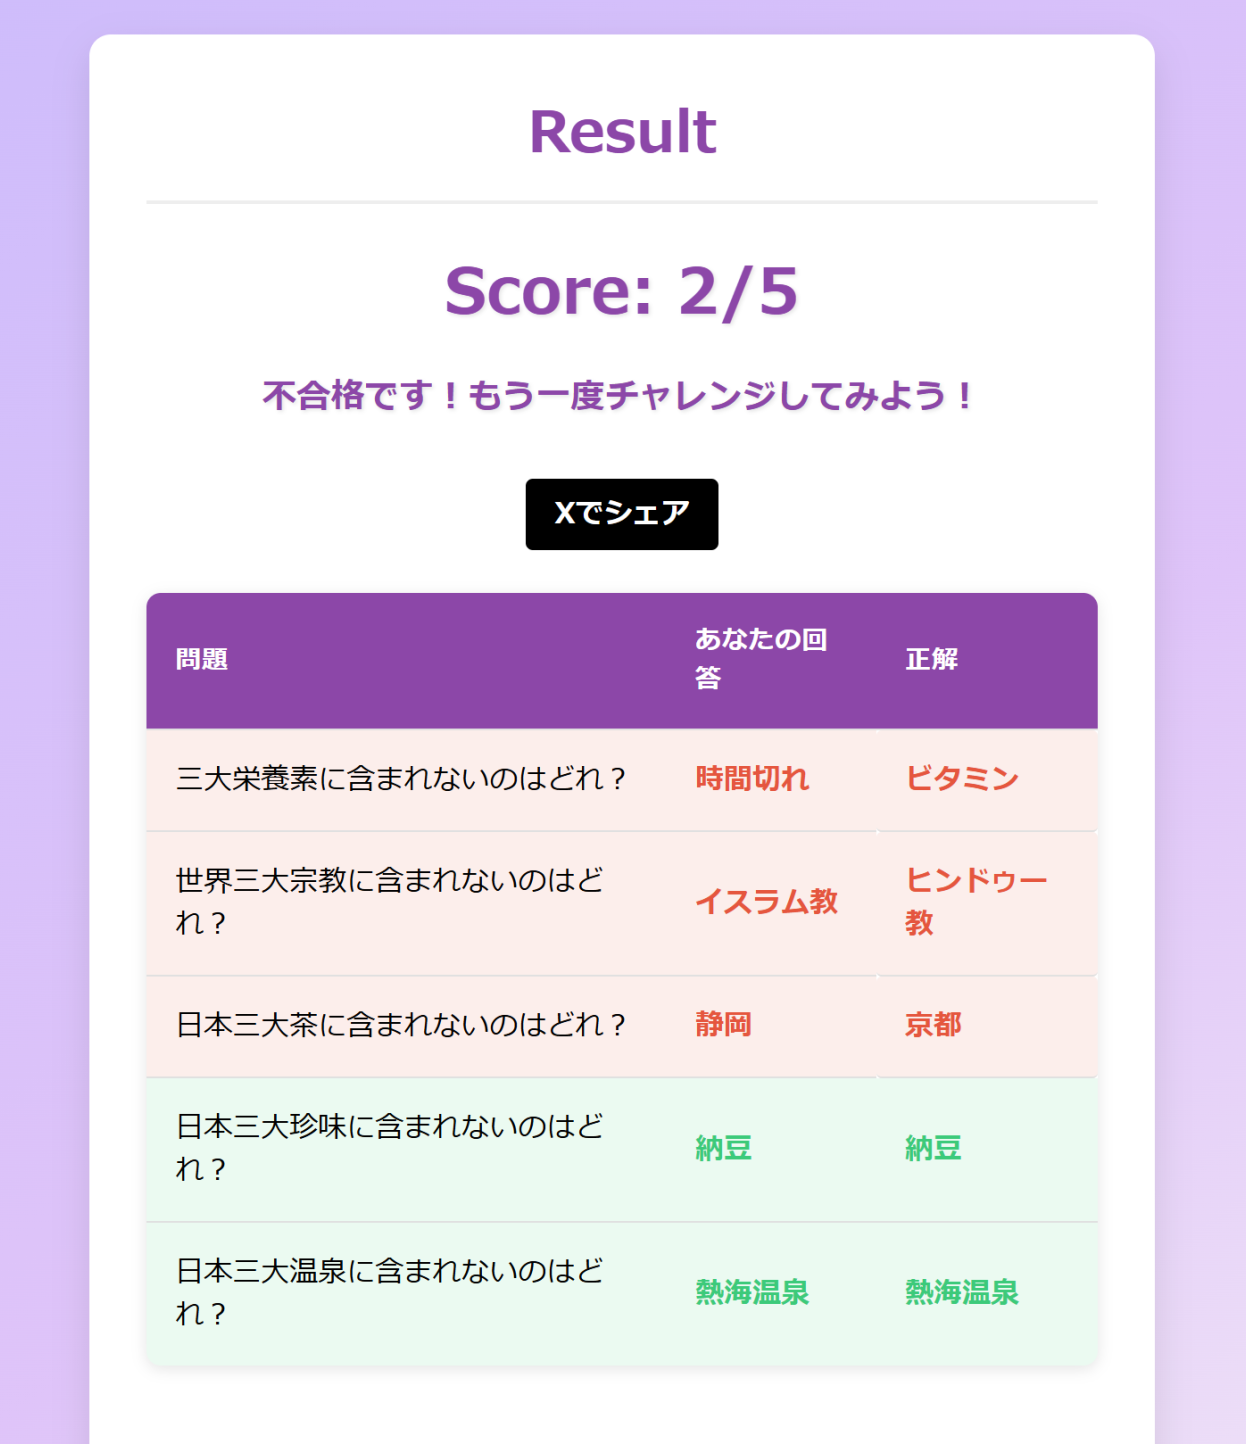 Result
Score: 2/5
不合格です！もう一度チャレンジしてみよう！
Xでシェア
問題
あなたの回
答
正解
三大栄養素に含まれないのはどれ？
時間切れ
ビタミン
世界三大宗教に含まれないのはど
れ？
イスラム教
ヒンドゥー
教
日本三大茶に含まれないのはどれ？
静岡
京都
日本三大珍味に含まれないのはど
れ？
納豆
納豆
日本三大温泉に含まれないのはど
れ？
熱海温泉
熱海温泉